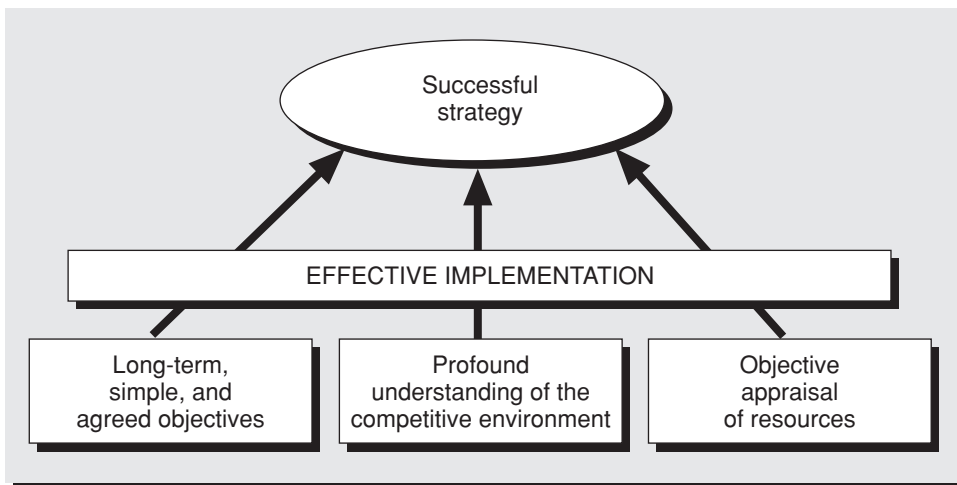 Successful
strategy
EFFECTIVE IMPLEMENTATION
Long-term,
simple, and
agreed objectives
Profound
understanding of the
competitive environment
Objective
appraisal
of resources